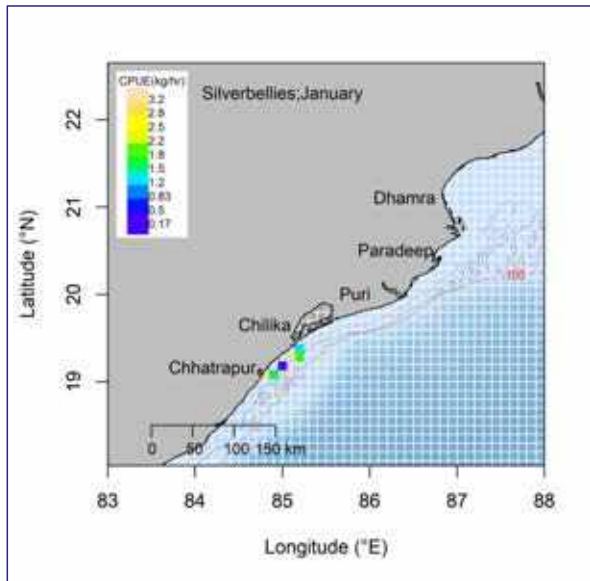 CPUE(kg/hr)
3.2
2.8
2.5
2.2
1.8
1.5
1.2
0.83
0.5
0.17
Silverbellies;January
Dhamra
Paradeep
Puri
Chilika
Chhatrapur
100
0 50 100 150 km
22
21
20
19
83 84 85 86 87 88
Latitude (°N)
Longitude (°E)